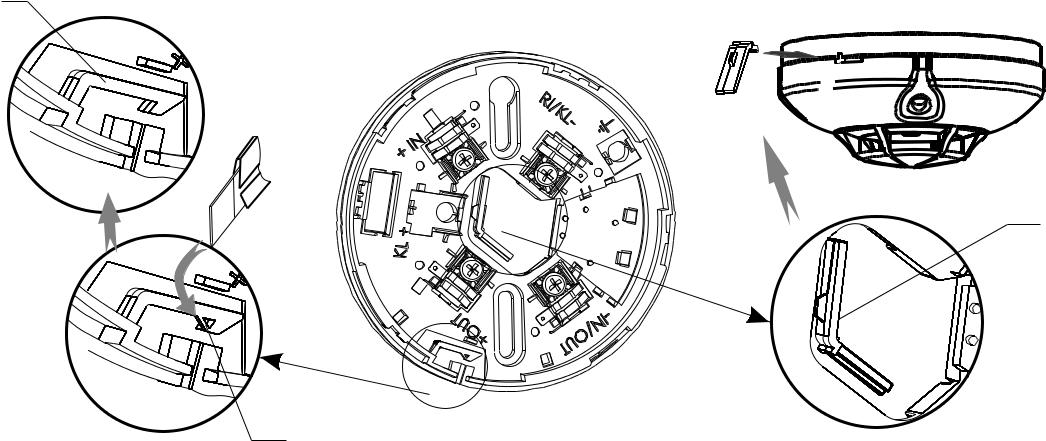 RI/KL-
+ IN
KL +
+OUT
-IN/OUT